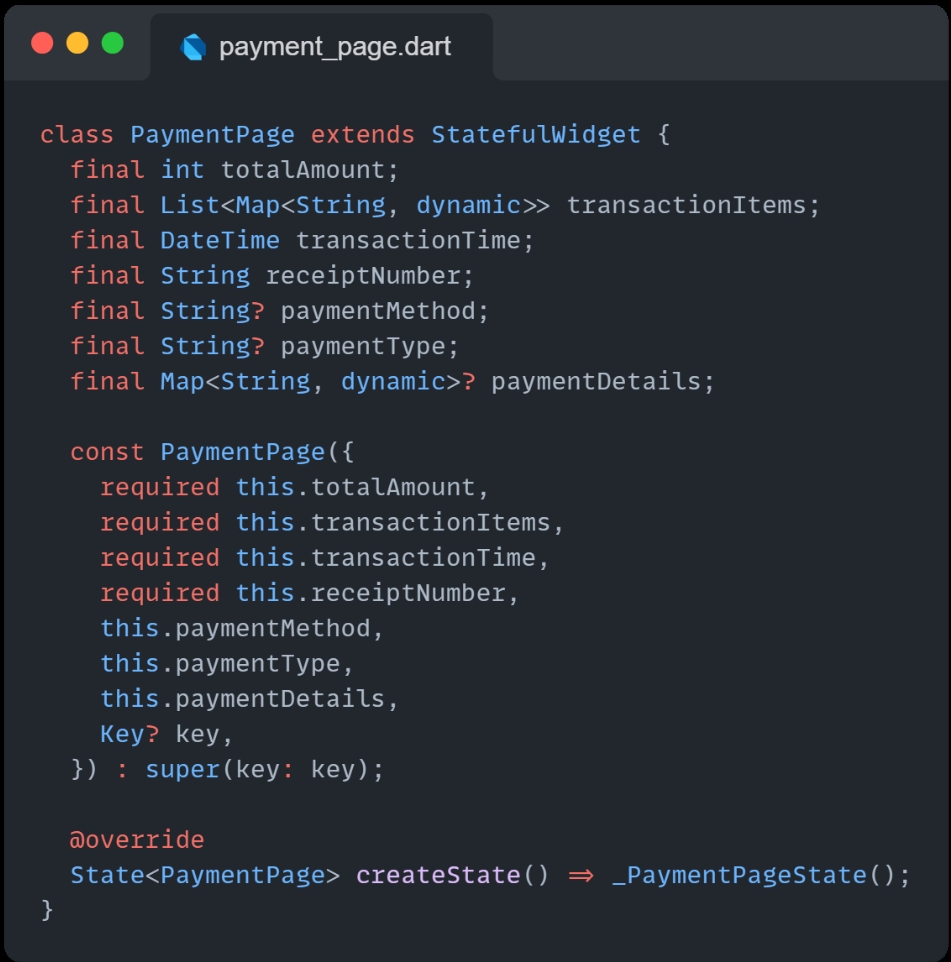 payment_page.dart
class PaymentPage extends StatefulWidget {
  final int totalAmount;
  final List<Map<String, dynamic>> transactionItems;
  final DateTime transactionTime;
  final String receiptNumber;
  final String? paymentMethod;
  final String? paymentType;
  final Map<String, dynamic>? paymentDetails;

  const PaymentPage({
    required this.totalAmount,
    required this.transactionItems,
    required this.transactionTime,
    required this.receiptNumber,
    this.paymentMethod,
    this.paymentType,
    this.paymentDetails,
    Key? key,
  }) : super(key: key);

  @override
  State<PaymentPage> createState() => _PaymentPageState();
}